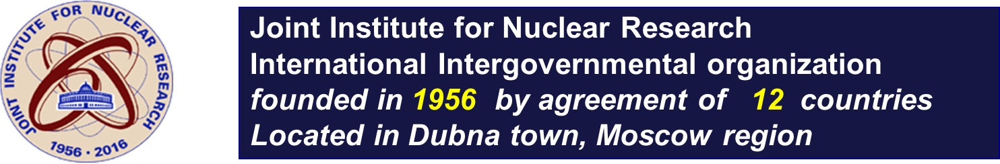 JOINT INSTITUTE FOR NUCLEAR RESEARCH
1956 · 2016
Joint Institute for Nuclear Research
International Intergovernmental organization
founded in 1956 by agreement of 12 countries
Located in Dubna town, Moscow region